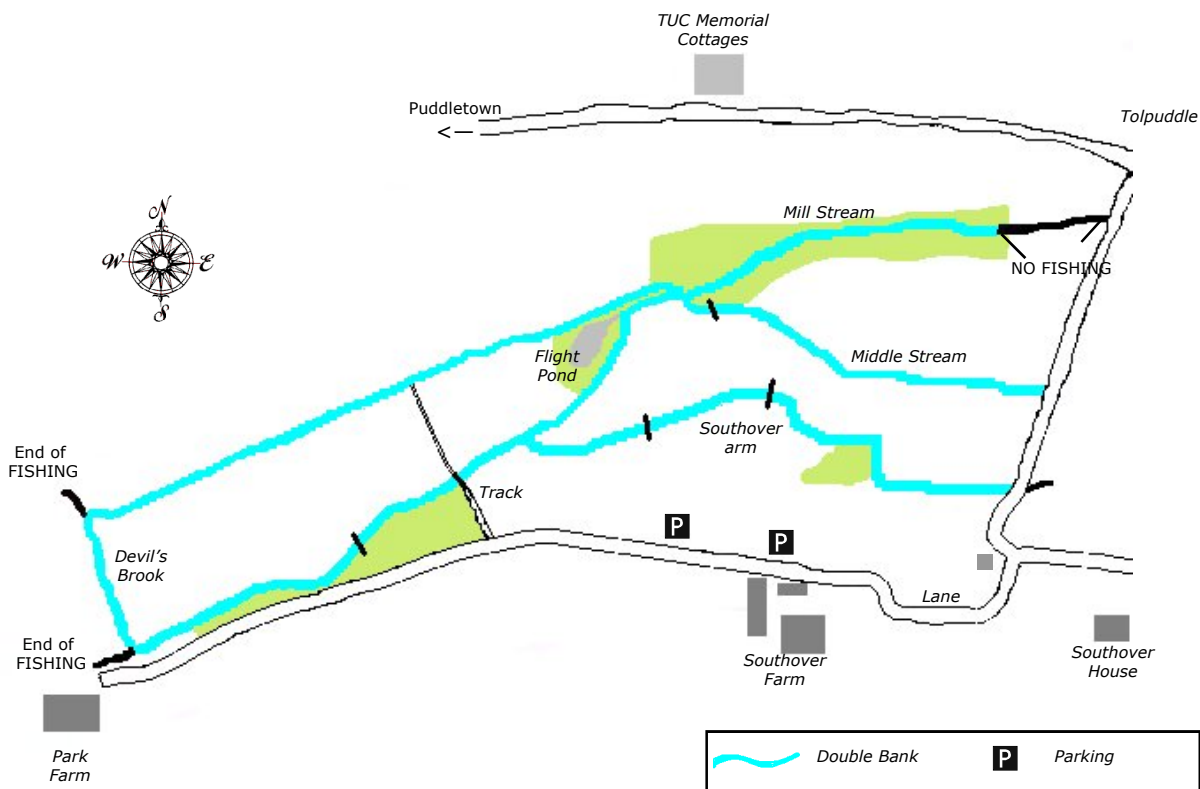 TUC Memorial
Cottages
Puddletown
<—
Tolpuddle
N
W
E
S
Mill Stream
NO FISHING
Flight
Pond
Middle Stream
Southover
arm
End of
FISHING
Track
P
P
Devil's
Brook
Lane
End of
FISHING
Southover
Farm
Southover
House
Park
Farm
Double Bank
P
Parking